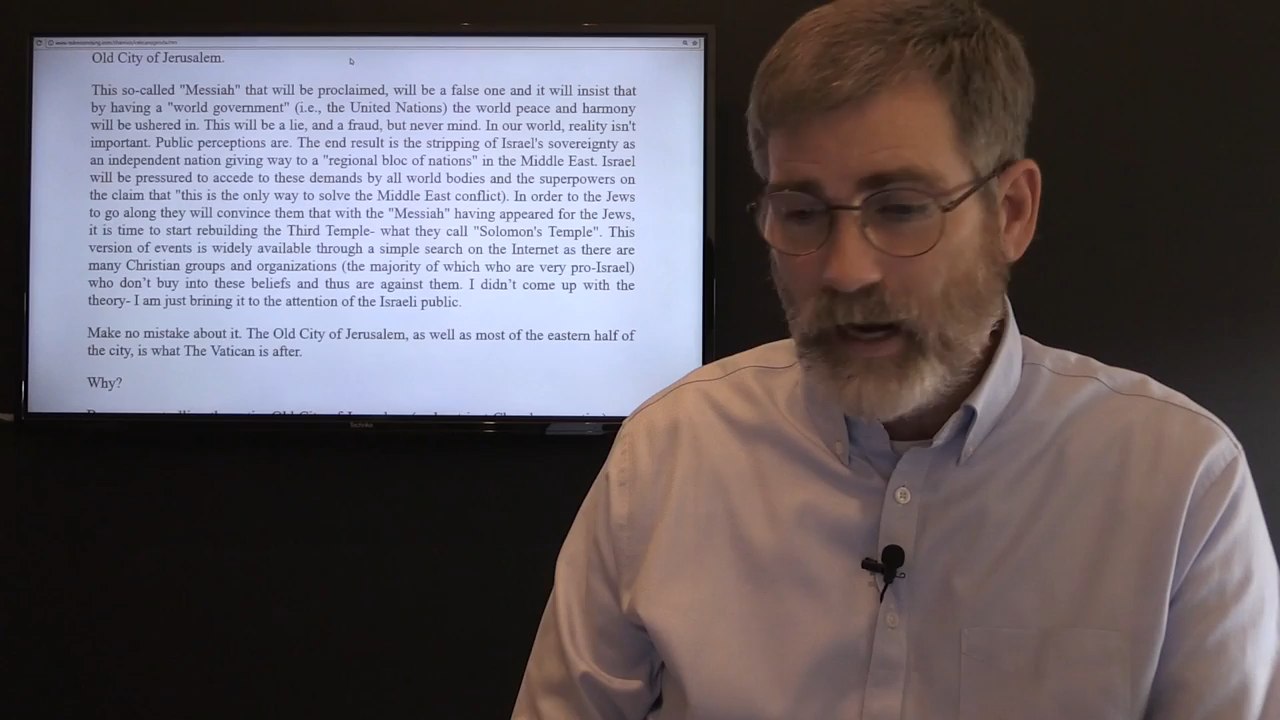 Old City of Jerusalem.
This so-called "Messiah" that will be proclaimed, will be a false one and it will insist that
by having a "world government" (i.e., the United Nations) the world peace and harmony
will be ushered in. This will be a lie, and a fraud, but never mind. In our world, reality isn't
important. Public perceptions are. The end result is the stripping of Israel's sovereignty as
an independent nation giving way to a "regional bloc of nations" in the Middle East. Israel
will be pressured to accede to these demands by all world bodies and the superpowers on
the claim that "this is the only way to solve the Middle East conflict). In order to the Jews
to go along they will convince them that with the "Messiah" having appeared for the Jews,
it is time to start rebuilding the Third Temple- what they call "Solomon's Temple". This
version of events is widely available through a simple search on the Internet as there are
many Christian groups and organizations (the majority of which who are very pro-Israel)
who don't buy into these beliefs and thus are against them. I didn't come up with the
theory- I am just brining it to the attention of the Israeli public.
Make no mistake about it. The Old City of Jerusalem, as well as most of the eastern half of
the city, is what The Vatican is after.
Why?